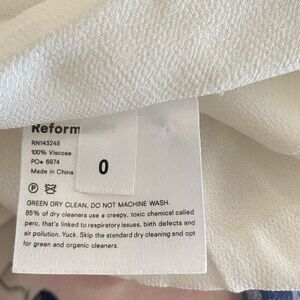 Reform
RN143248
100% Viscose
PO# 6974
Made in China
0
P
GREEN DRY CLEAN. DO NOT MACHINE WASH.
85% of dry cleaners use a creepy, toxic chemical called
perc, that's linked to respiratory issues, birth defects and
air pollution. Yuck. Skip the standard dry cleaning and opt
for green and organic cleaners.